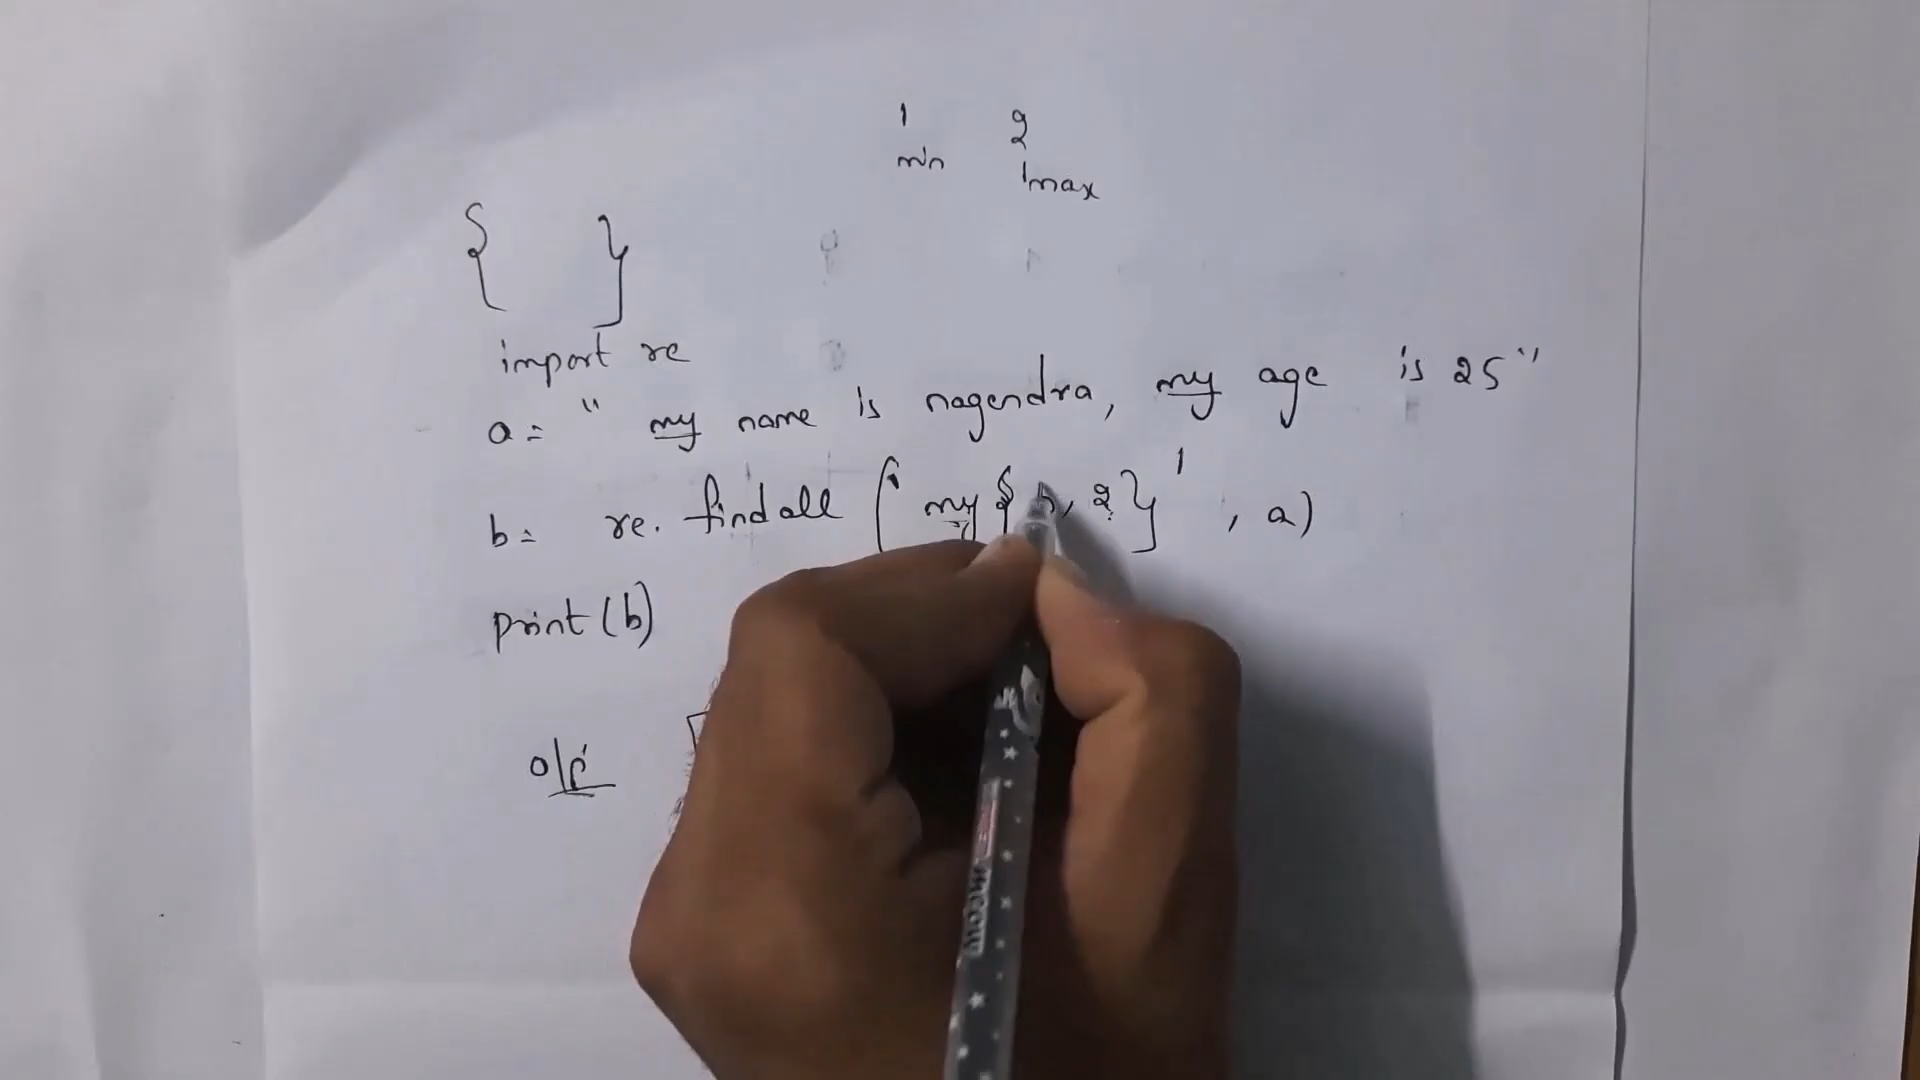 1 2
min max
{ }
import re
a= " my name is nagendra, my age is 25"
b= re. findall (' my{1, 2}' , a)
print(b)
o/p